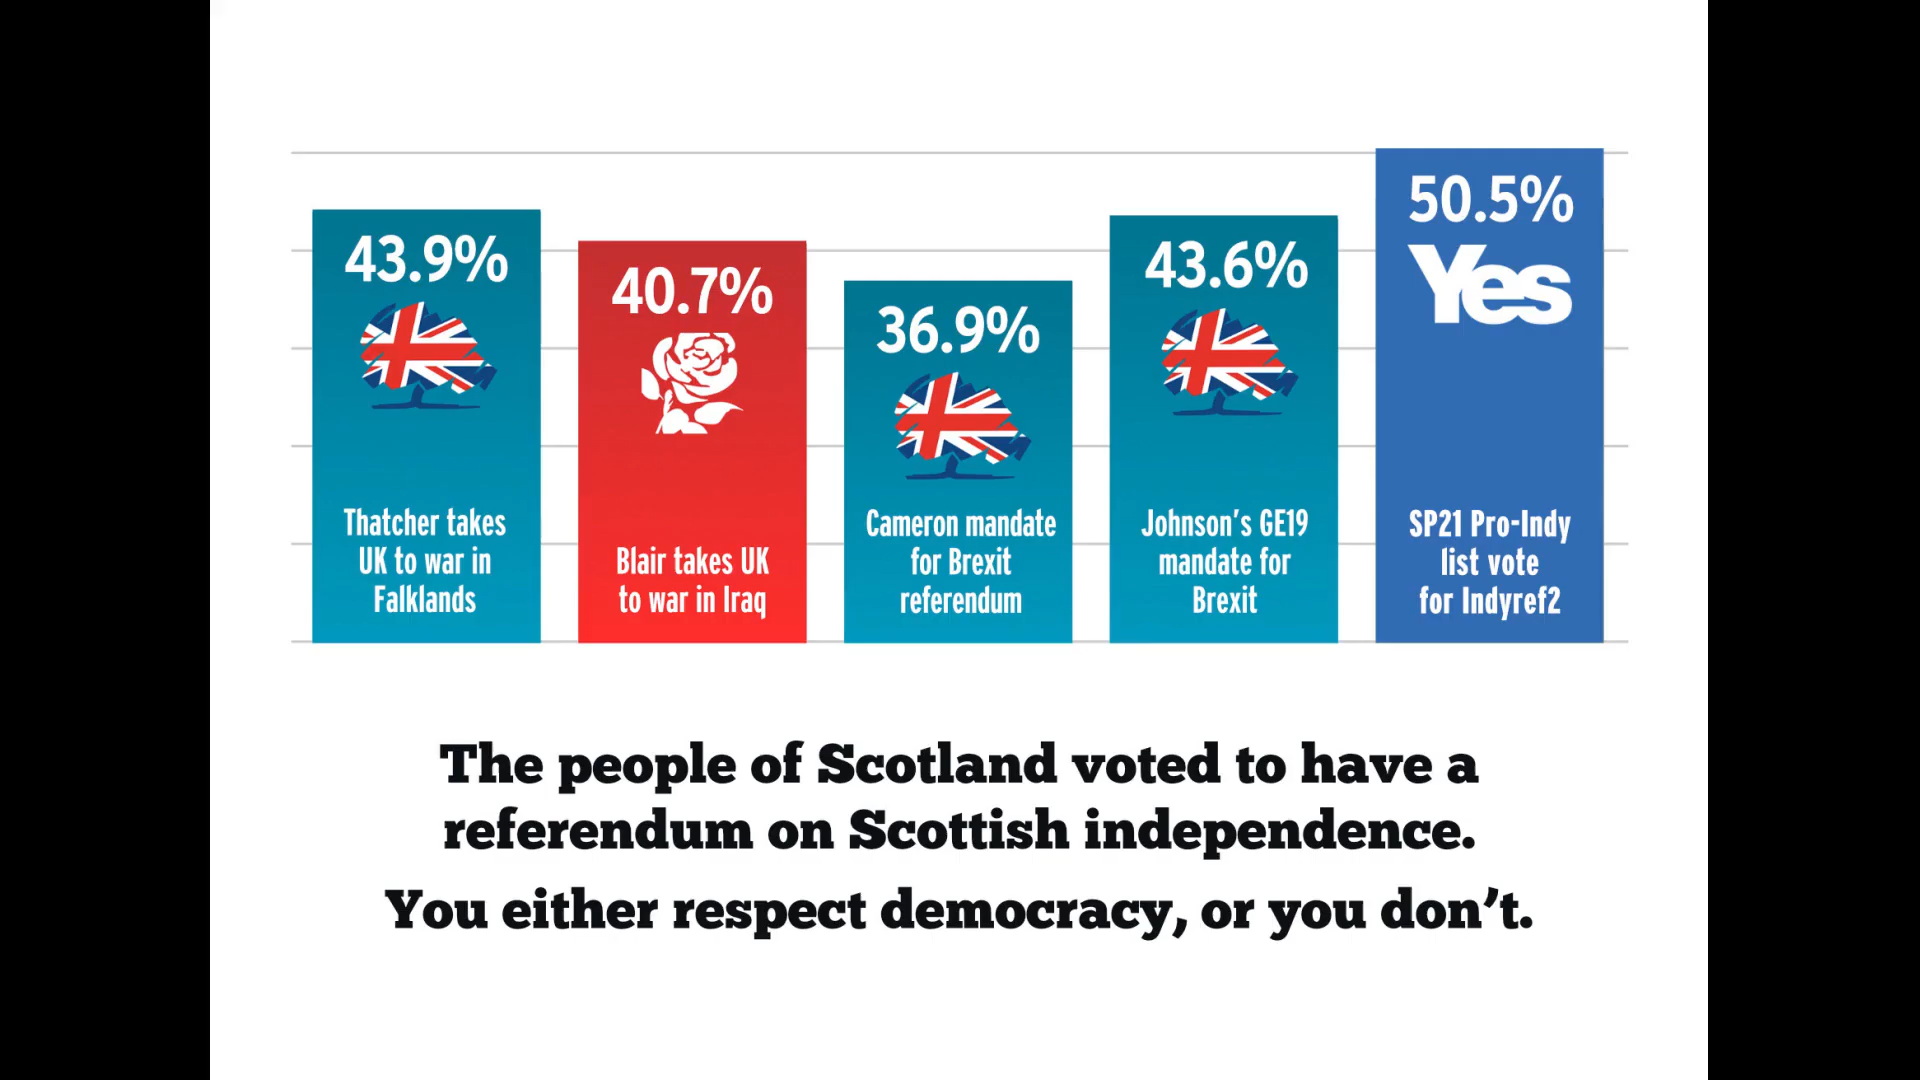 43.9%
Thatcher takes
UK to war in
Falklands
40.7%
Blair takes UK
to war in Iraq
36.9%
Cameron mandate
for Brexit
referendum
43.6%
Johnson's GE19
mandate for
Brexit
50.5%
Yes
SP21 Pro-Indy
list vote
for Indyref2
The people of Scotland voted to have a
referendum on Scottish independence.
You either respect democracy, or you don't.